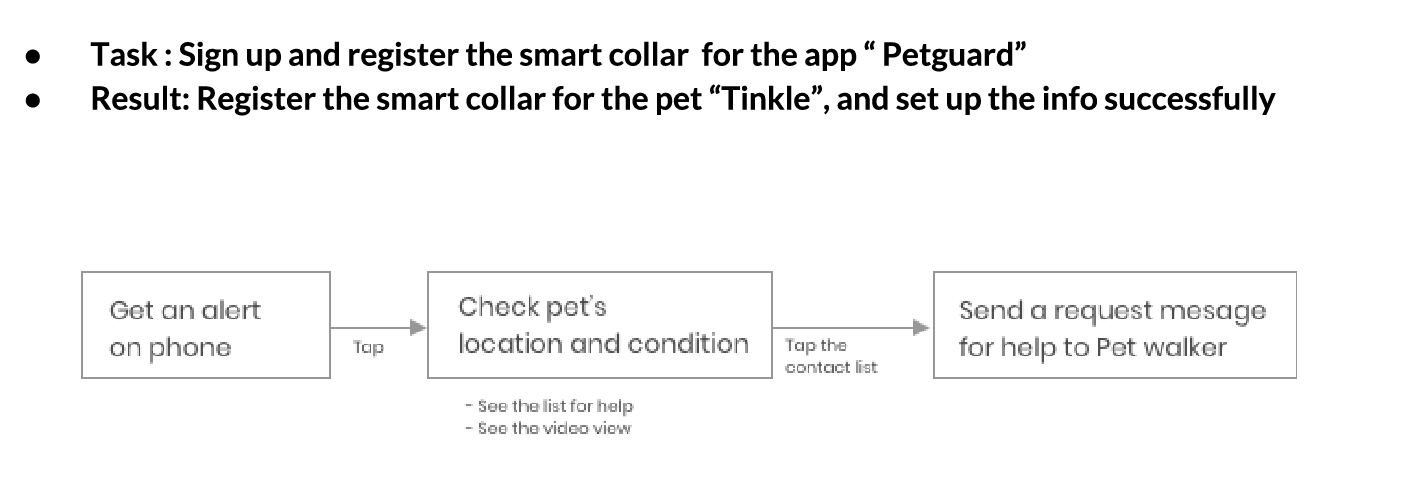 ● Task : Sign up and register the smart collar for the app “ Petguard”
● Result: Register the smart collar for the pet “Tinkle”, and set up the info successfully
Get an alert
on phone
Tap
Check pet's
location and condition
- See the list for help
- See the video view
Tap the
contact list
Send a request mesage
for help to Pet walker